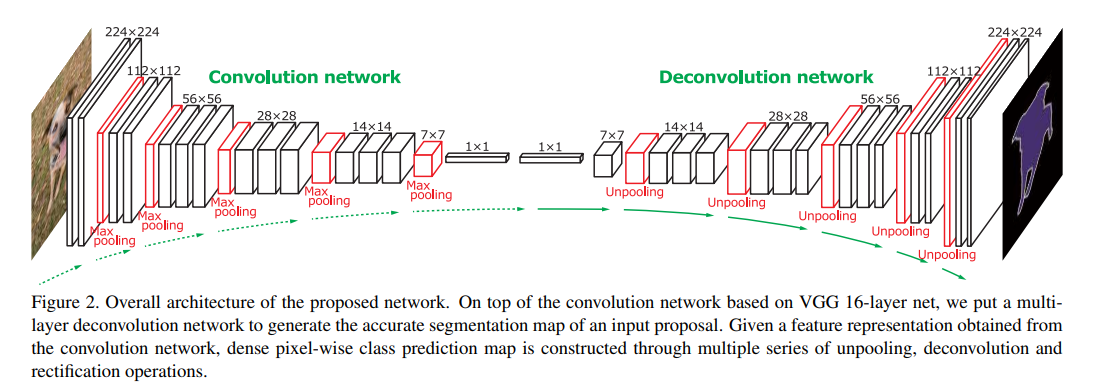 224×224
112×112
56×56
28×28
14×14
7×7
1×1
1×1
7×7
14×14
28×28
56×56
112×112
224×224
Convolution network
Deconvolution network
Max
pooling
Max
pooling
Max
pooling
Max
pooling
Max
pooling
Unpooling
Unpooling
Unpooling
Unpooling
Unpooling
Figure 2. Overall architecture of the proposed network. On top of the convolution network based on VGG 16-layer net, we put a multi-
layer deconvolution network to generate the accurate segmentation map of an input proposal. Given a feature representation obtained from
the convolution network, dense pixel-wise class prediction map is constructed through multiple series of unpooling, deconvolution and
rectification operations.